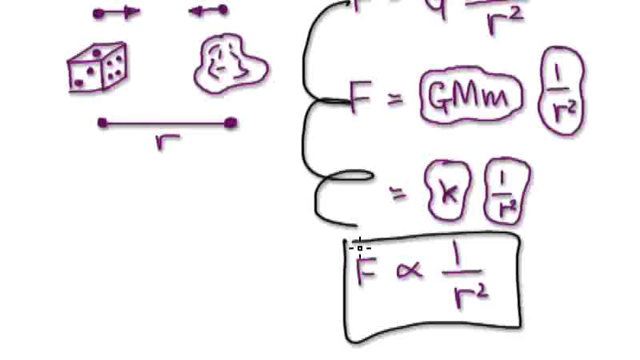 r²
F = GMm 1/r²
r
= k 1/r²
F ∝ 1/r²